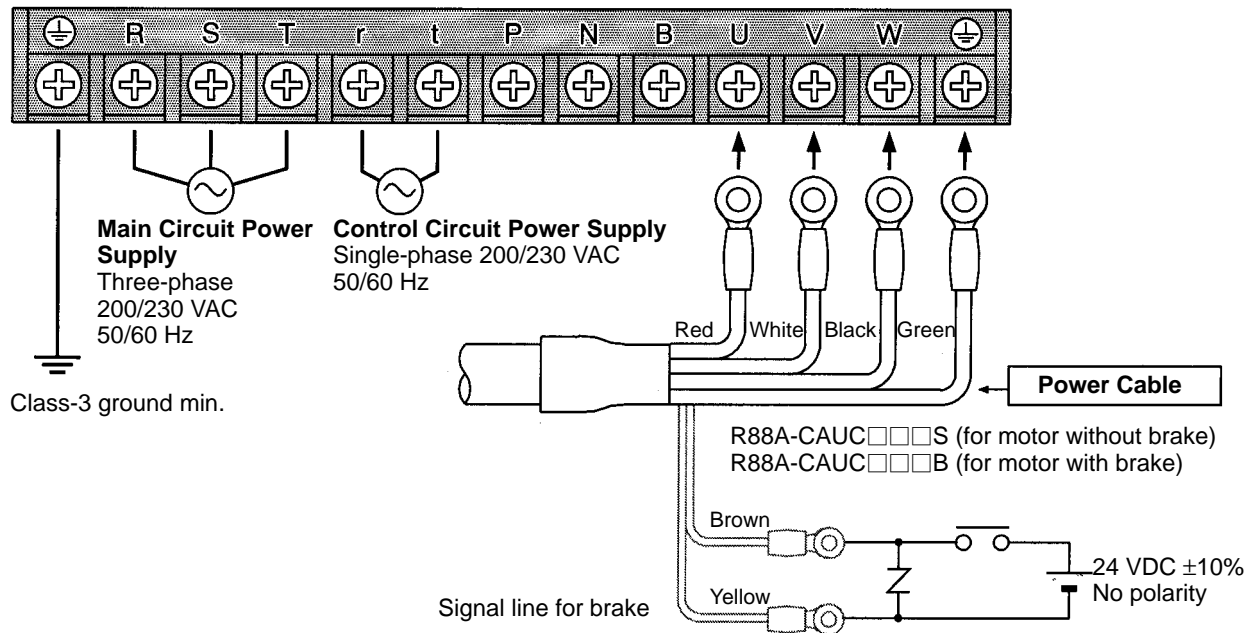 R S T r t P N B U V W
Main Circuit Power
Supply
Three-phase
200/230 VAC
50/60 Hz
Control Circuit Power Supply
Single-phase 200/230 VAC
50/60 Hz
Class-3 ground min.
Red White Black Green
Power Cable
R88A-CAUC□□□S (for motor without brake)
R88A-CAUC□□□B (for motor with brake)
Brown
Yellow
24 VDC ±10%
No polarity
Signal line for brake